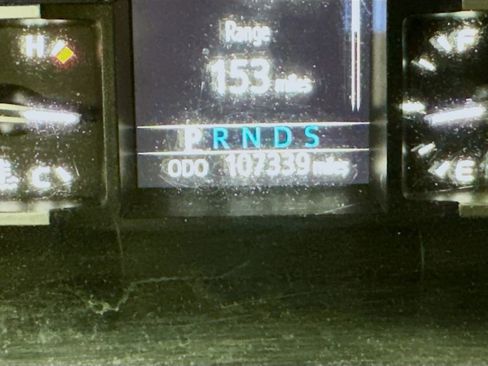 Range
153 miles
P R N D S
ODO 107339 miles
H
C
F
E